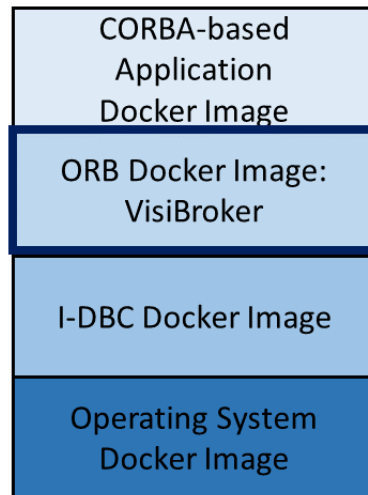 CORBA-based
Application
Docker Image
ORB Docker Image:
VisiBroker
I-DBC Docker Image
Operating System
Docker Image